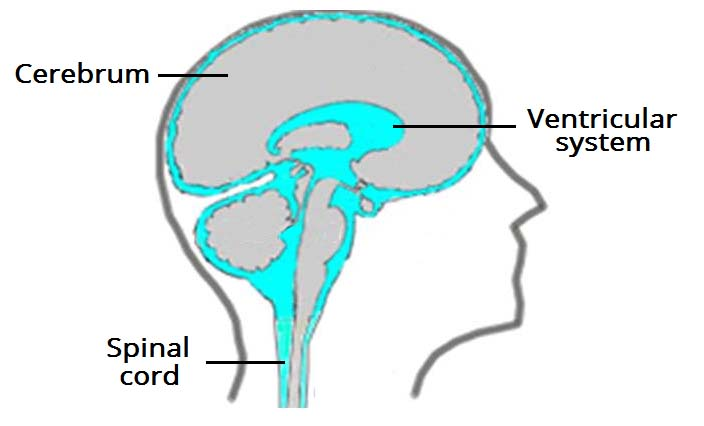 Cerebrum
Ventricular
system
Spinal
cord